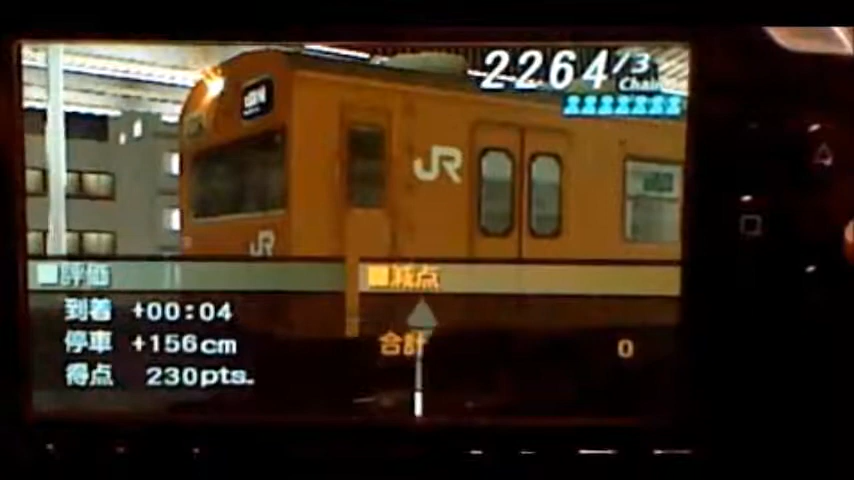 2264/3
Chain
JR
JR
評価
減点
到着 +00:04
停車 +156cm
得点 230pts.
合計 0